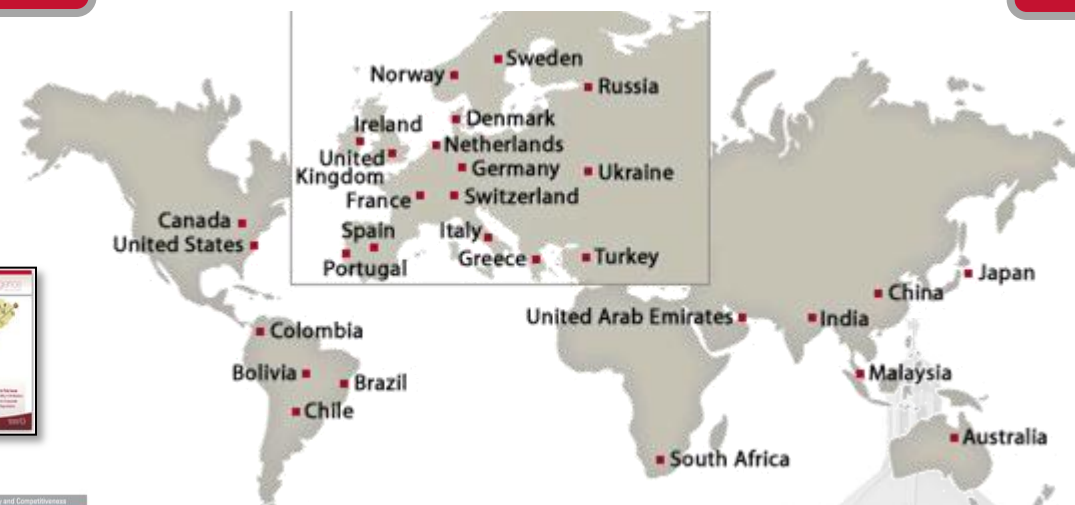 Sweden
Norway
Russia
Denmark
Ireland
Netherlands
United
Kingdom
Germany
Ukraine
France
Switzerland
Spain
Italy
Portugal
Greece
Turkey
Canada
United States
Japan
China
United Arab Emirates
India
Colombia
Bolivia
Brazil
Malaysia
Chile
Australia
South Africa
and Competitiveness